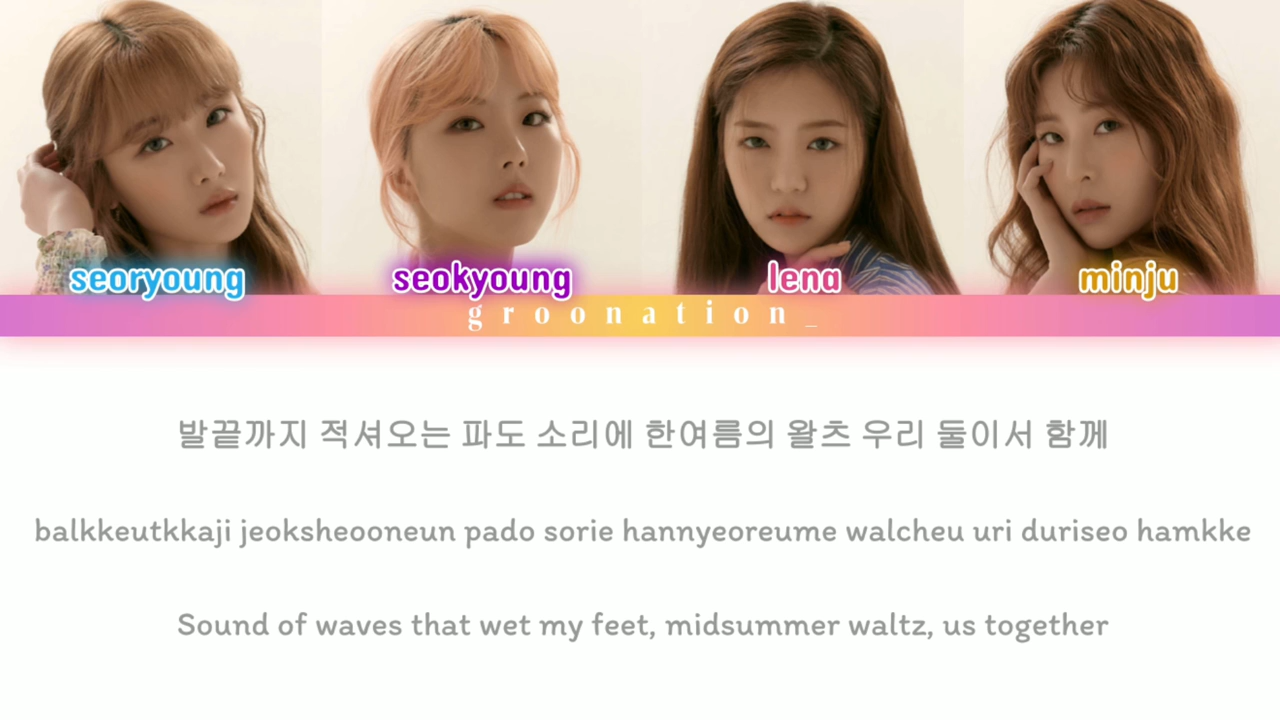 seoryoung seokyoung lena minju
groonation_
발끝까지 적셔오는 파도 소리에 한여름의 왈츠 우리 둘이서 함께
balkkeutkkaji jeoksheooneun pado sorie hannyeoreume walcheu uri duriseo hamkke
Sound of waves that wet my feet, midsummer waltz, us together